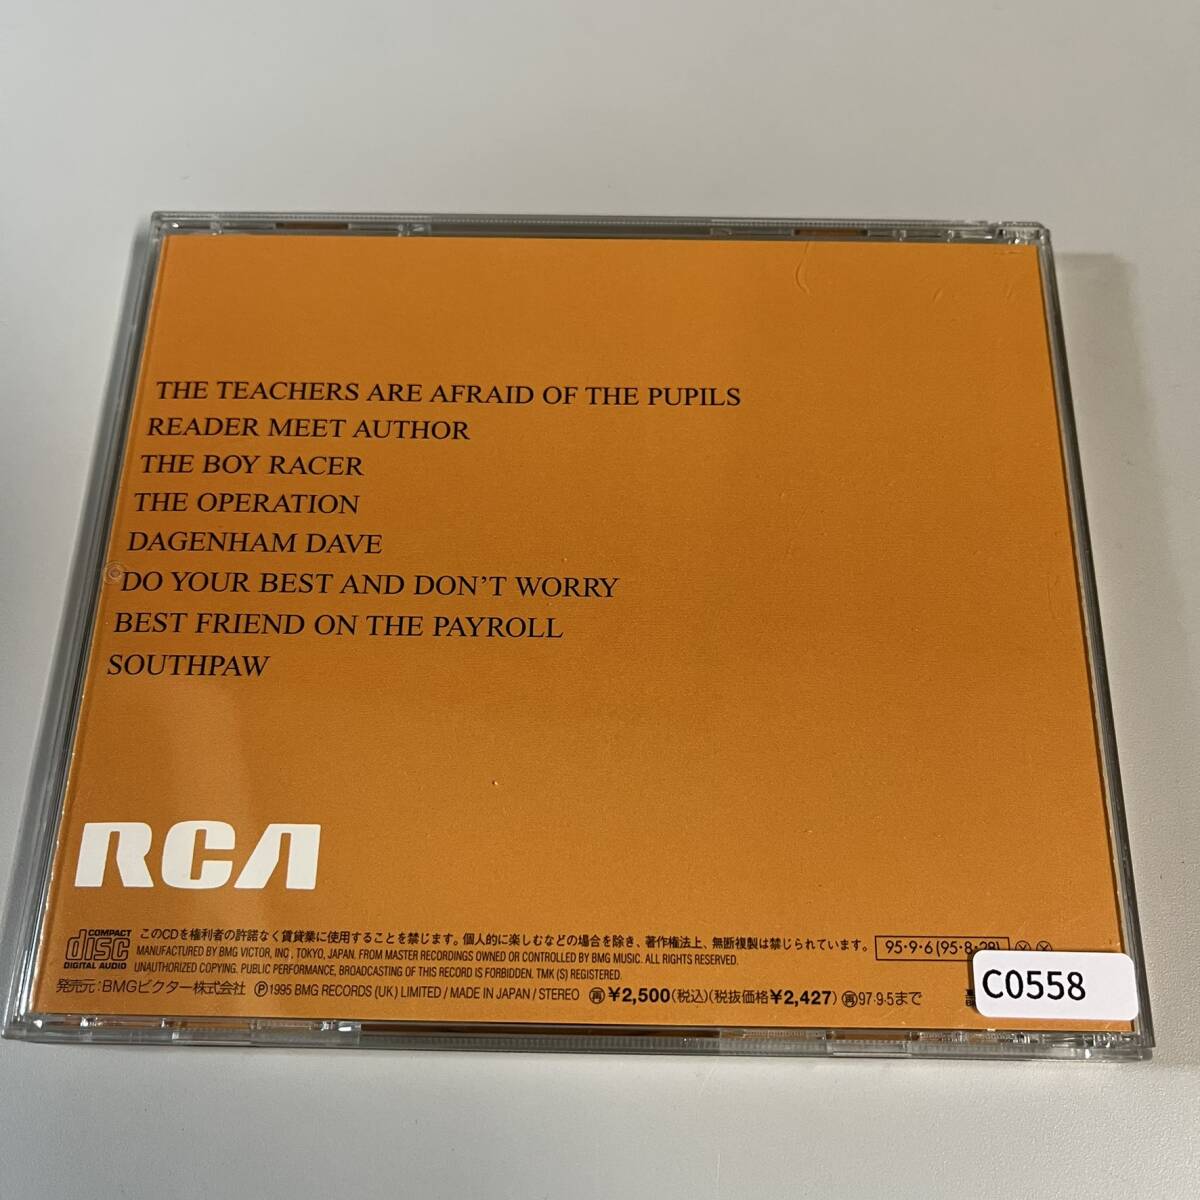 THE TEACHERS ARE AFRAID OF THE PUPILS
READER MEET AUTHOR
THE BOY RACER
THE OPERATION
DAGENHAM DAVE
DO YOUR BEST AND DON'T WORRY
BEST FRIEND ON THE PAYROLL
SOUTHPAW
RCA
COMPACT
disc
DIGITAL AUDIO
このCDを権利者の許諾なく賃貸業に使用することを禁じます。個人的に楽しむなどの場合を除き、著作権法上、無断複製は禁じられています。 95・9・6(95・8・28) Ⓨ Ⓧ
MANUFACTURED BY BMG VICTOR, INC, TOKYO, JAPAN. FROM MASTER RECORDINGS OWNED OR CONTROLLED BY BMG MUSIC. ALL RIGHTS RESERVED.
UNAUTHORIZED COPYING. PUBLIC PERFORMANCE, BROADCASTING OF THIS RECORD IS FORBIDDEN. TMK (S) REGISTERED.
発売元:BMGビクター株式会社 Ⓟ1995 BMG RECORDS (UK) LIMITED / MADE IN JAPAN / STEREO ㊢¥2,500(税込)(税抜価格¥2,427) ㊢97・9・5まで
C0558